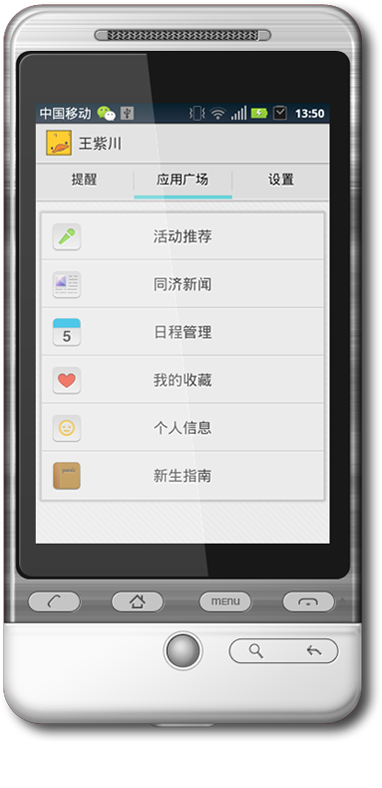 中国移动 13:50
王紫川
提醒 应用广场 设置
活动推荐
同济新闻
5 日程管理
我的收藏
个人信息
新生指南
MENU